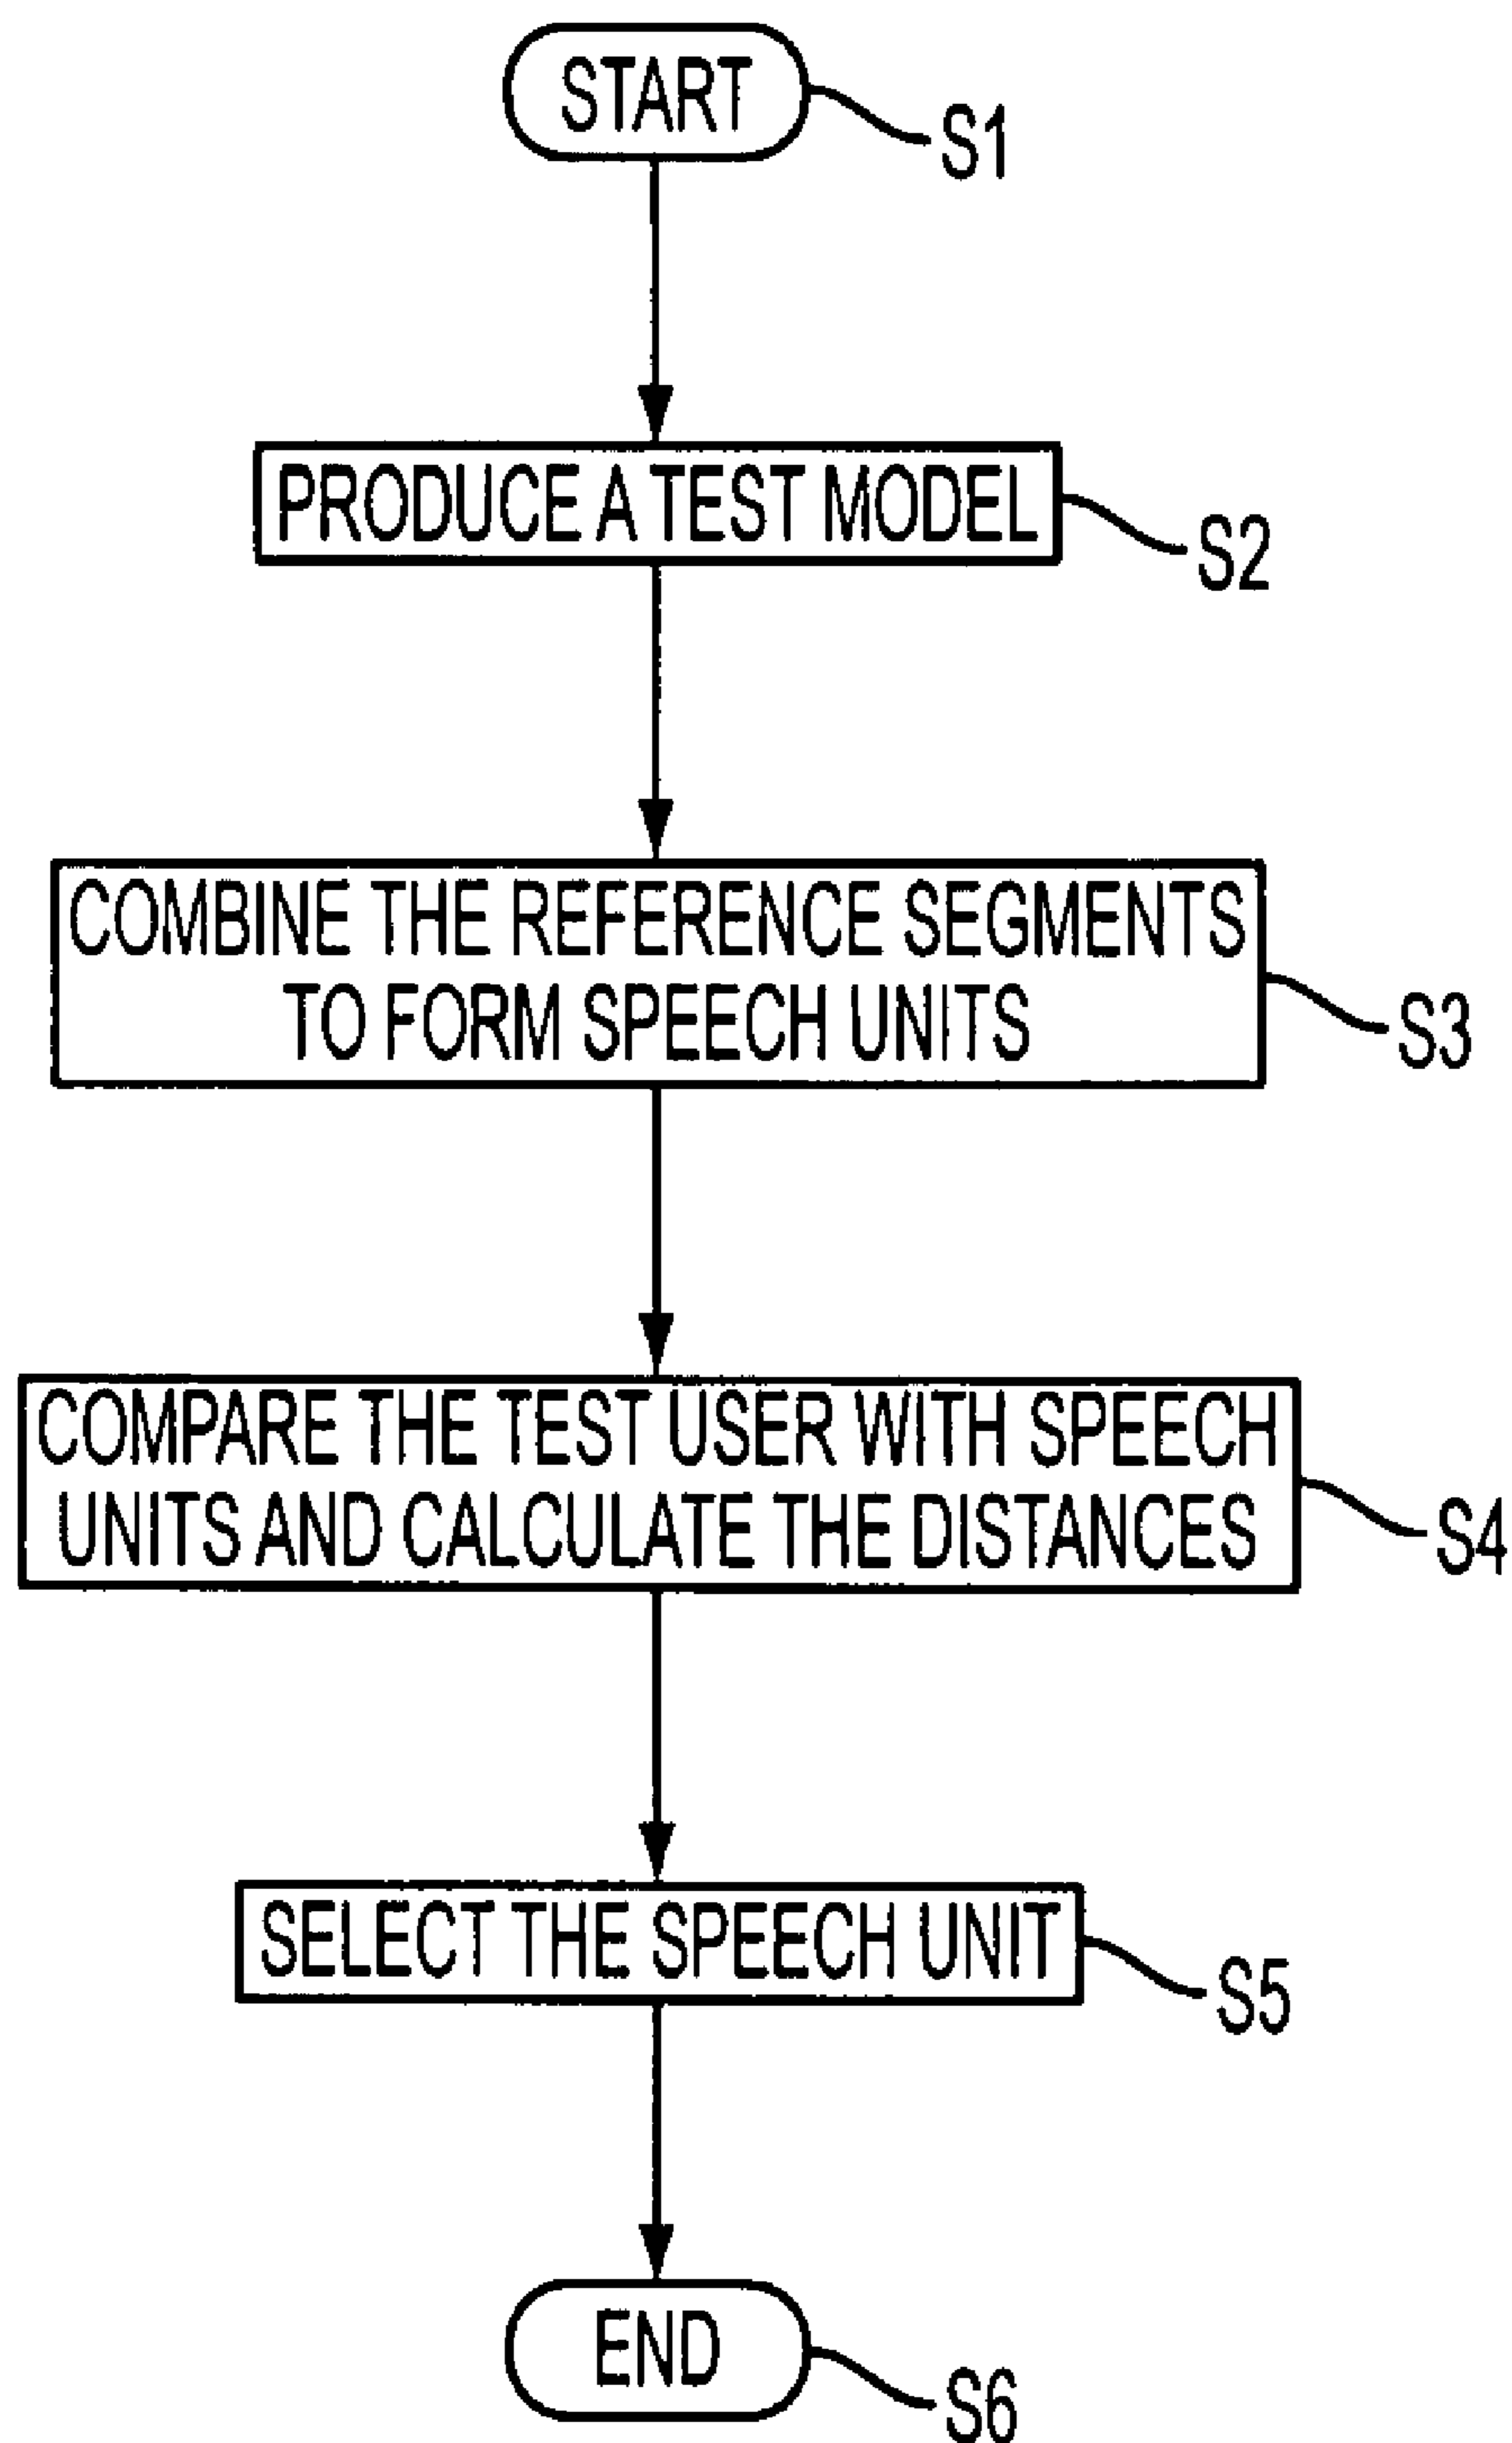 START
S1
PRODUCE A TEST MODEL
S2
COMBINE THE REFERENCE SEGMENTS
TO FORM SPEECH UNITS
S3
COMPARE THE TEST USER WITH SPEECH
UNITS AND CALCULATE THE DISTANCES
S4
SELECT THE SPEECH UNIT
S5
END
S6